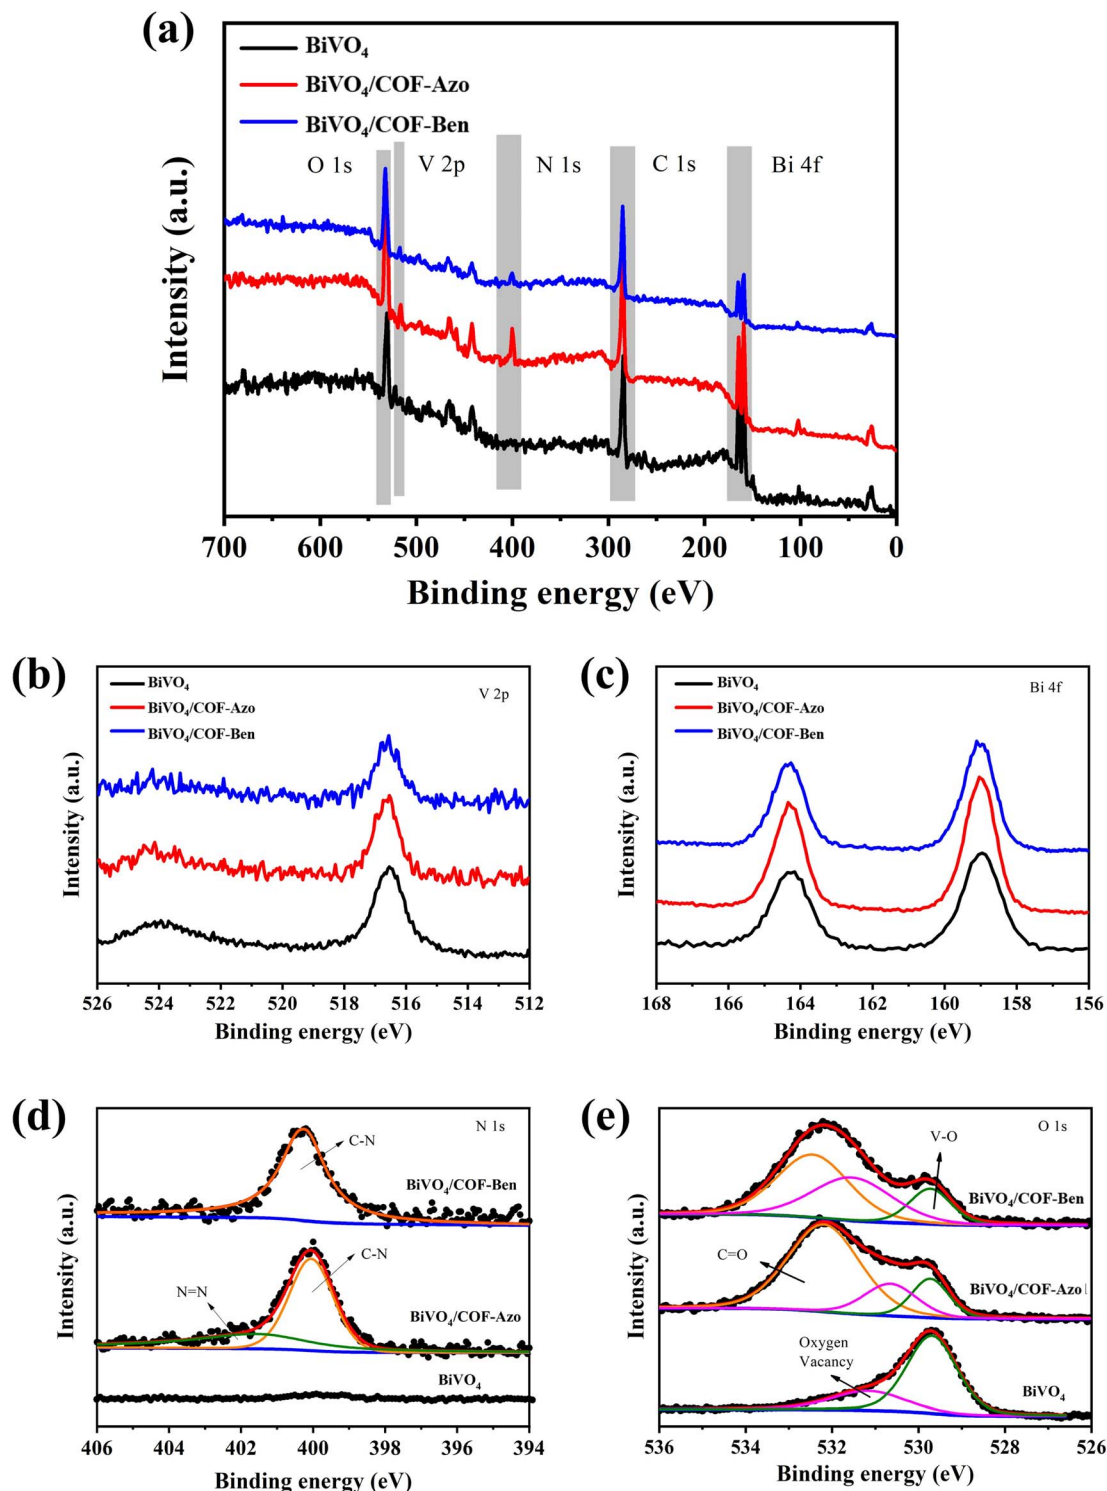 (a)
BiVO₄
BiVO₄/COF-Azo
BiVO₄/COF-Ben
O 1s V 2p N 1s C 1s Bi 4f
Intensity (a.u.)
700 600 500 400 300 200 100 0
Binding energy (eV)
(b)
BiVO₄
BiVO₄/COF-Azo
BiVO₄/COF-Ben
V 2p
Intensity (a.u.)
526 524 522 520 518 516 514 512
Binding energy (eV)
(c)
BiVO₄
BiVO₄/COF-Azo
BiVO₄/COF-Ben
Bi 4f
Intensity (a.u.)
168 166 164 162 160 158 156
Binding energy (eV)
(d)
N 1s
C-N
BiVO₄/COF-Ben
C-N
N=N
BiVO₄/COF-Azo
BiVO₄
Intensity (a.u.)
406 404 402 400 398 396 394
Binding energy (eV)
(e)
O 1s
V-O
BiVO₄/COF-Ben
C=O
BiVO₄/COF-Azo
Oxygen
Vacancy
BiVO₄
Intensity (a.u.)
536 534 532 530 528 526
Binding energy (eV)